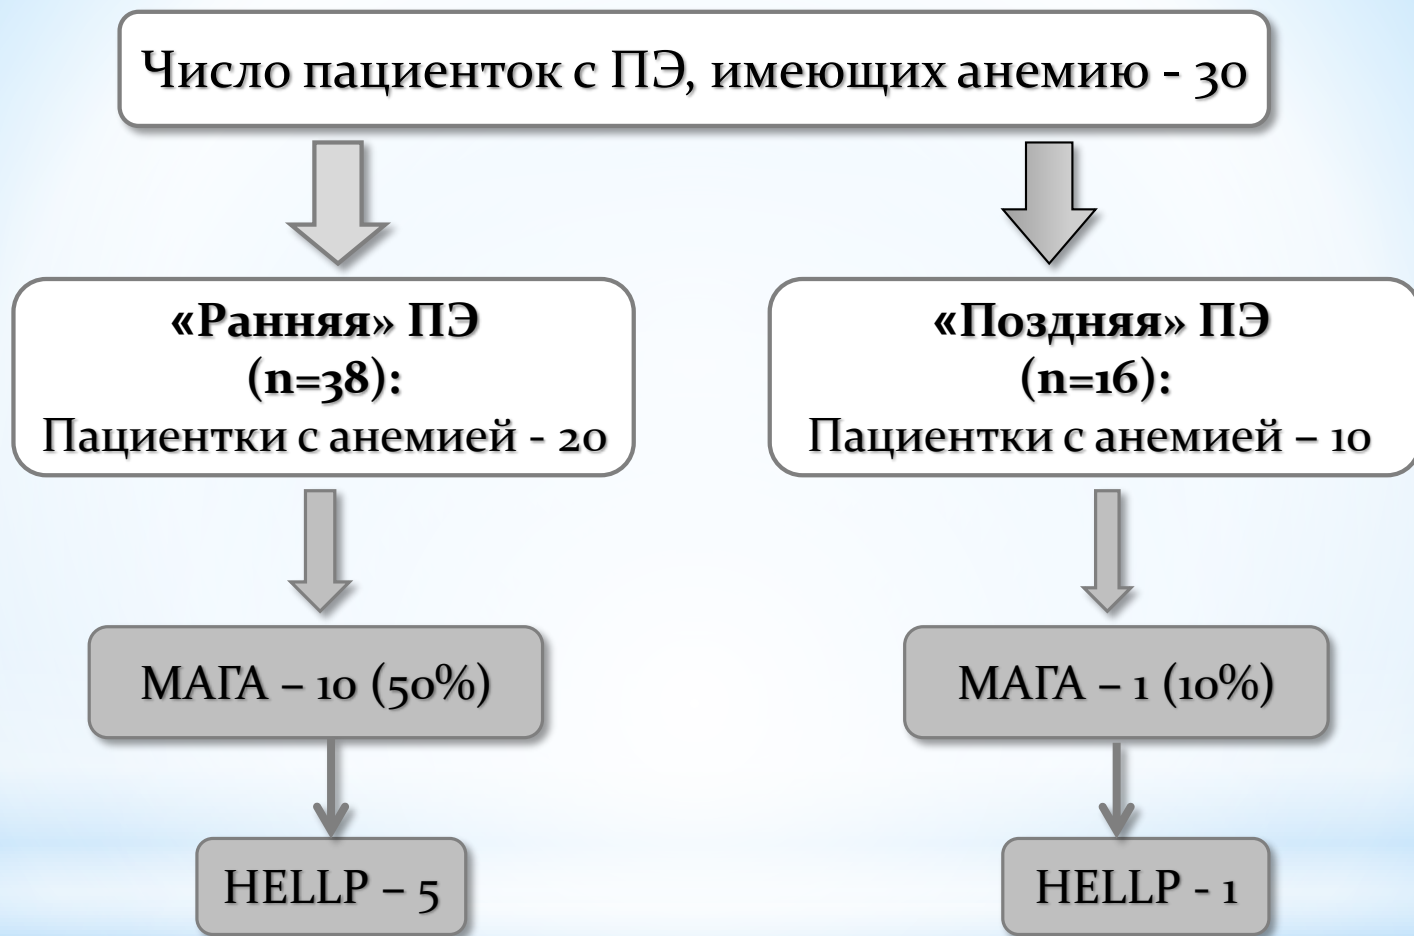 Число пациенток с ПЭ, имеющих анемию - 30
«Ранняя» ПЭ
(n=38):
Пациентки с анемией - 20
«Поздняя» ПЭ
(n=16):
Пациентки с анемией – 10
МАГА – 10 (50%)
МАГА – 1 (10%)
HELLP – 5
HELLP - 1